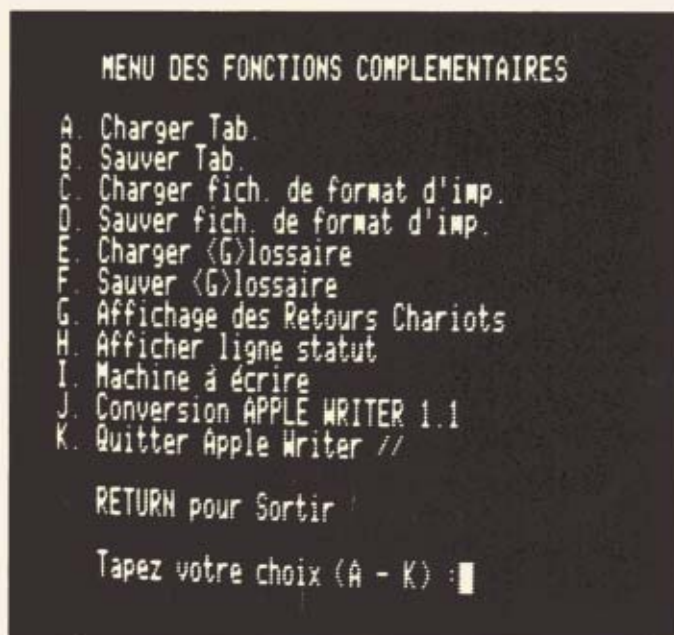 MENU DES FONCTIONS COMPLEMENTAIRES
A. Charger Tab.
B. Sauver Tab.
C. Charger fich. de format d'imp.
D. Sauver fich. de format d'imp.
E. Charger <G>lossaire
F. Sauver <G>lossaire
G. Affichage des Retours Chariots
H. Afficher ligne statut
I. Machine à écrire
J. Conversion APPLE WRITER 1.1
K. Quitter Apple Writer //
RETURN pour Sortir
Tapez votre choix (A - K) :